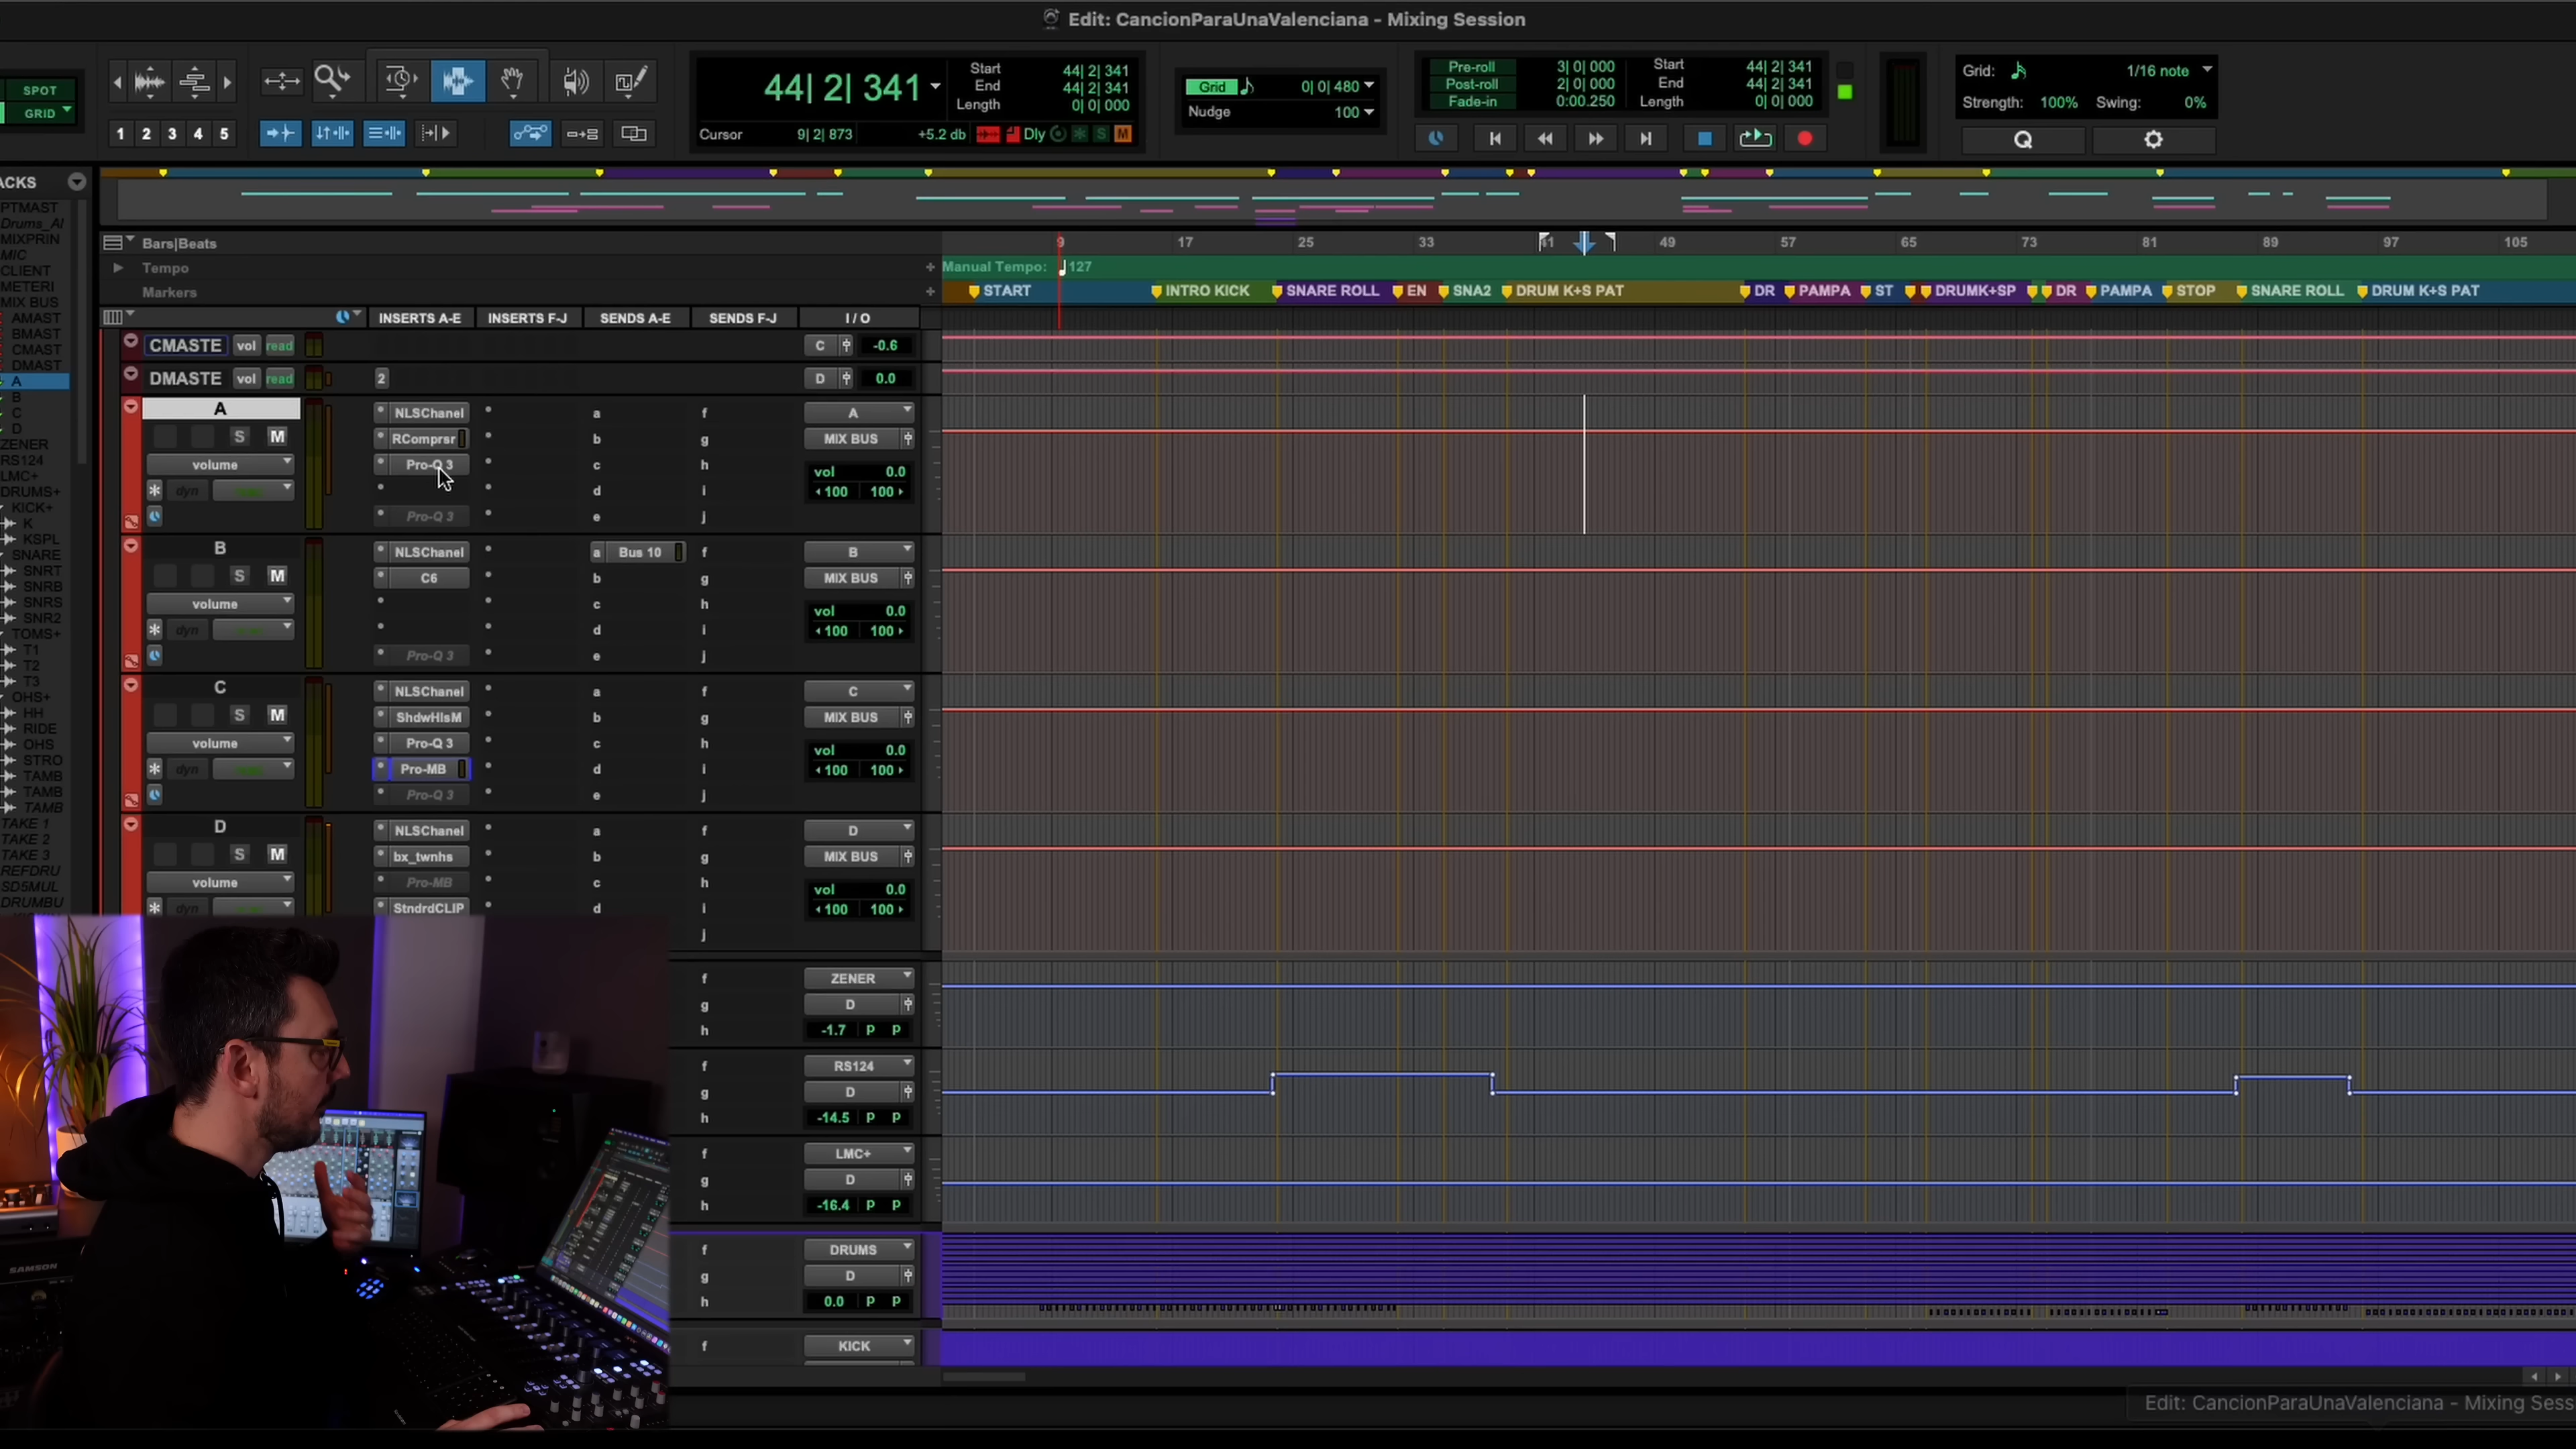 Edit: CancionParaUnaValenciana - Mixing Session
SPOT
GRID
1 2 3 4 5
44| 2| 341
Start 44| 2| 341
End 44| 2| 341
Length 0| 0| 000
Cursor 9| 2| 873 +5.2 db Dly S M
Grid 0| 0| 480
Nudge 100
Pre-roll 3| 0| 000
Post-roll 2| 0| 000
Fade-in 0:00.250
Start 44| 2| 341
End 44| 2| 341
Length 0| 0| 000
Grid: 1/16 note
Strength: 100% Swing: 0%
Q
ACKS
PTMAST
Drums_Al
MIXPRIN
MIC
CLIENT
METERI
MIX BUS
AMAST
BMAST
CMAST
DMAST
A
B
C
D
ZENER
RS124
LMC+
DRUMS+
KICK+
K
KSPL
SNARE
SNRT
SNRB
SNRS
SNR2
TOMS+
T1
T2
T3
OHS+
HH
RIDE
OHS
STRO
TAMB
TAMB
TAMB
TAKE 1
TAKE 2
TAKE 3
REFDRU
SD5MUL
DRUMBU
Bars|Beats 9 17 25 33 41 49 57 65 73 81 89 97 105
Tempo + Manual Tempo: 127
Markers + START INTRO KICK SNARE ROLL EN SNA2 DRUM K+S PAT DR PAMPA ST DRUMK+SP DR PAMPA STOP SNARE ROLL DRUM K+S PAT
INSERTS A-E INSERTS F-J SENDS A-E SENDS F-J I / O
CMASTE vol read C -0.6
DMASTE vol read 2 D 0.0
A NLSChanel a f A
S M RComprsr b g MIX BUS
volume Pro-Q 3 c h vol 0.0
dyn d i 100 100
Pro-Q 3 e j
B NLSChanel a Bus 10 f B
S M C6 b g MIX BUS
volume c h vol 0.0
dyn d i 100 100
Pro-Q 3 e j
C NLSChanel a f C
S M ShdwHlsM b g MIX BUS
volume Pro-Q 3 c h vol 0.0
dyn Pro-MB d i 100 100
Pro-Q 3 e j
D NLSChanel a f D
S M bx_twnhs b g MIX BUS
volume Pro-MB c h vol 0.0
dyn StndrdCLIP d i 100 100
j
f ZENER
g D
h -1.7 p p
f RS124
g D
h -14.5 p p
f LMC+
g D
h -16.4 p p
f DRUMS
g D
h 0.0 p p
f KICK
SAMSON
Edit: CancionParaUnaValenciana - Mixing Sess